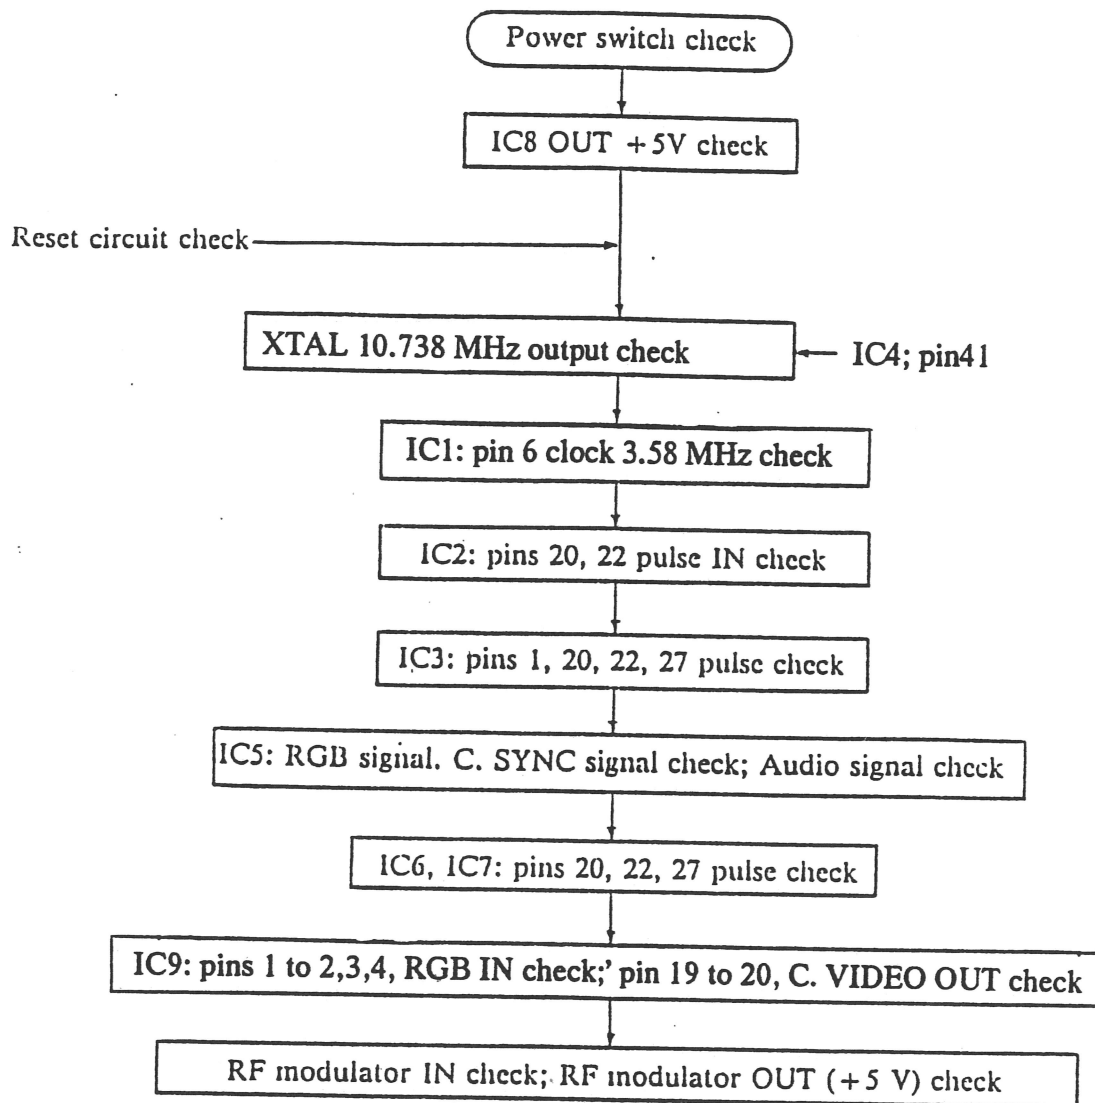 Power switch check
IC8 OUT +5V check
Reset circuit check
XTAL 10.738 MHz output check
IC4; pin41
IC1: pin 6 clock 3.58 MHz check
IC2: pins 20, 22 pulse IN check
IC3: pins 1, 20, 22, 27 pulse check
IC5: RGB signal. C. SYNC signal check; Audio signal check
IC6, IC7: pins 20, 22, 27 pulse check
IC9: pins 1 to 2,3,4, RGB IN check;' pin 19 to 20, C. VIDEO OUT check
RF modulator IN check; RF modulator OUT (+5 V) check